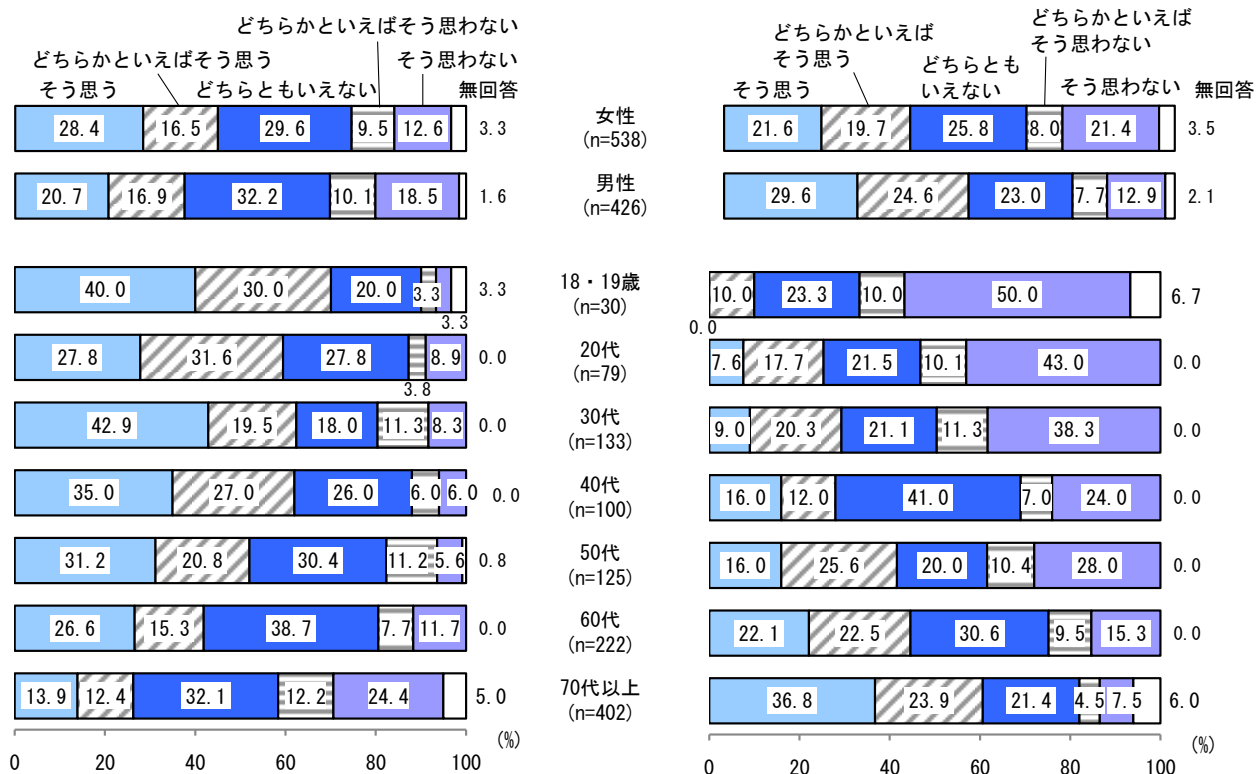 どちらかといえばそう思わない
どちらかといえばそう思う
そう思わない
そう思う
どちらともいえない
無回答
どちらかといえば
そう思わない
どちらかといえば
そう思う
どちらとも
いえない
そう思う
そう思わない
無回答
28.4 16.5 29.6 9.5 12.6 3.3
女性
(n=538)
21.6 19.7 25.8 8.0 21.4 3.5
20.7 16.9 32.2 10.1 18.5 1.6
男性
(n=426)
29.6 24.6 23.0 7.7 12.9 2.1
40.0 30.0 20.0 3.3 3.3
3.3
18・19歳
(n=30)
10.0 23.3 10.0 50.0 6.7
0.0
27.8 31.6 27.8 8.9 0.0
3.8
20代
(n=79)
7.6 17.7 21.5 10.1 43.0 0.0
42.9 19.5 18.0 11.3 8.3 0.0
30代
(n=133)
9.0 20.3 21.1 11.3 38.3 0.0
35.0 27.0 26.0 6.0 6.0 0.0
40代
(n=100)
16.0 12.0 41.0 7.0 24.0 0.0
31.2 20.8 30.4 11.2 5.6 0.8
50代
(n=125)
16.0 25.6 20.0 10.4 28.0 0.0
26.6 15.3 38.7 7.7 11.7 0.0
60代
(n=222)
22.1 22.5 30.6 9.5 15.3 0.0
13.9 12.4 32.1 12.2 24.4 5.0
70代以上
(n=402)
36.8 23.9 21.4 4.5 7.5 6.0
0 20 40 60 80 100
(%)
0 20 40 60 80 100
(%)